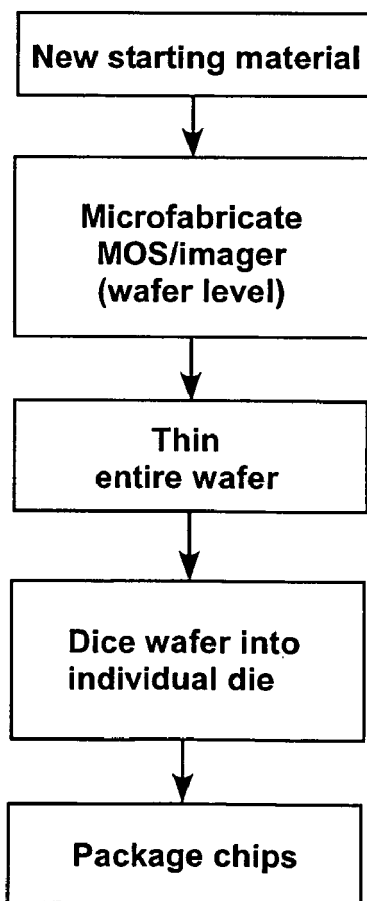 New starting material
Microfabricate
MOS/imager
(wafer level)
Thin
entire wafer
Dice wafer into
individual die
Package chips